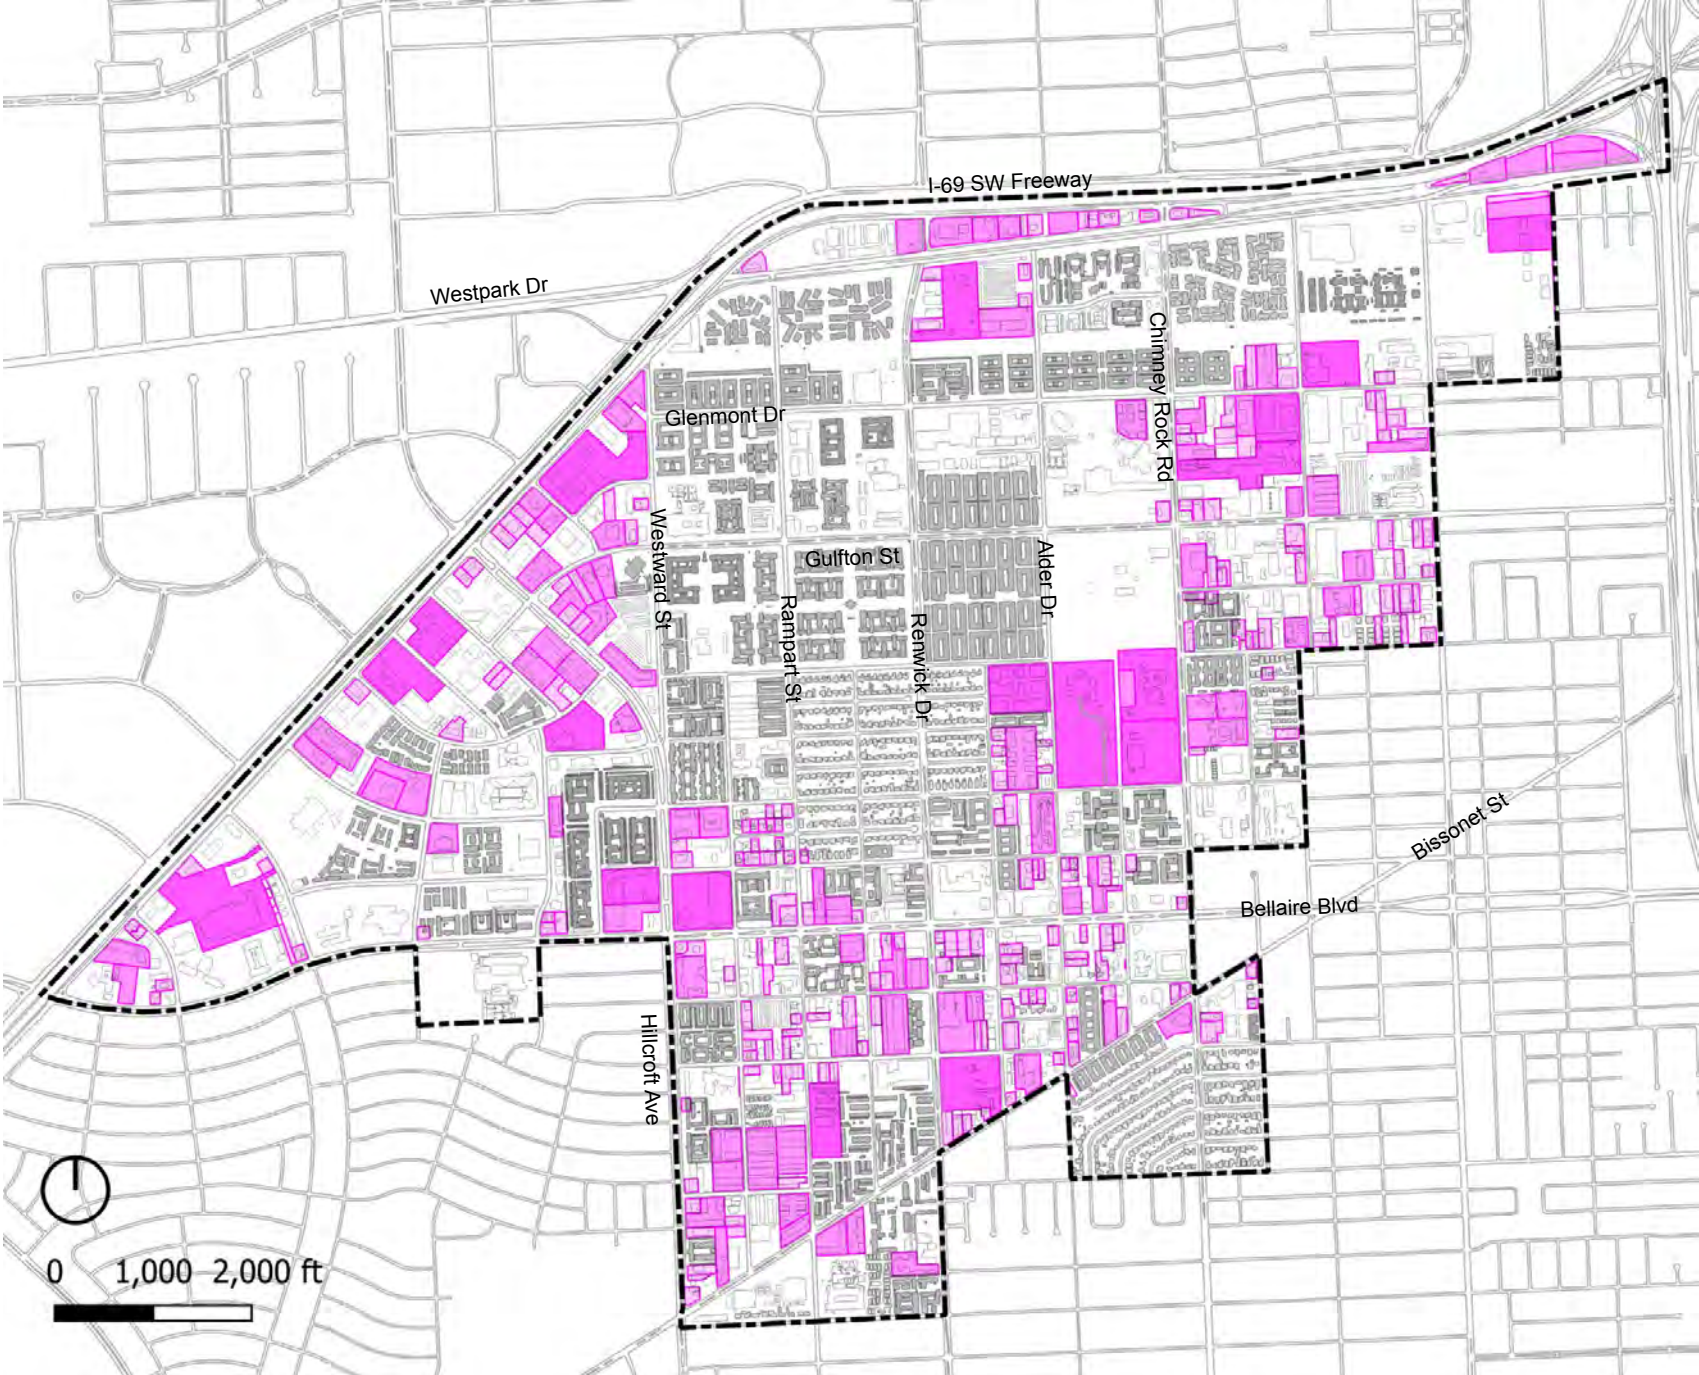 I-69 SW Freeway
Westpark Dr
Chimney Rock Rd
Glenmont Dr
Westward St
Gulfton St
Alder Dr
Rampart St
Renwick Dr
Bissonet St
Bellaire Blvd
Hillcroft Ave
0 1,000 2,000 ft